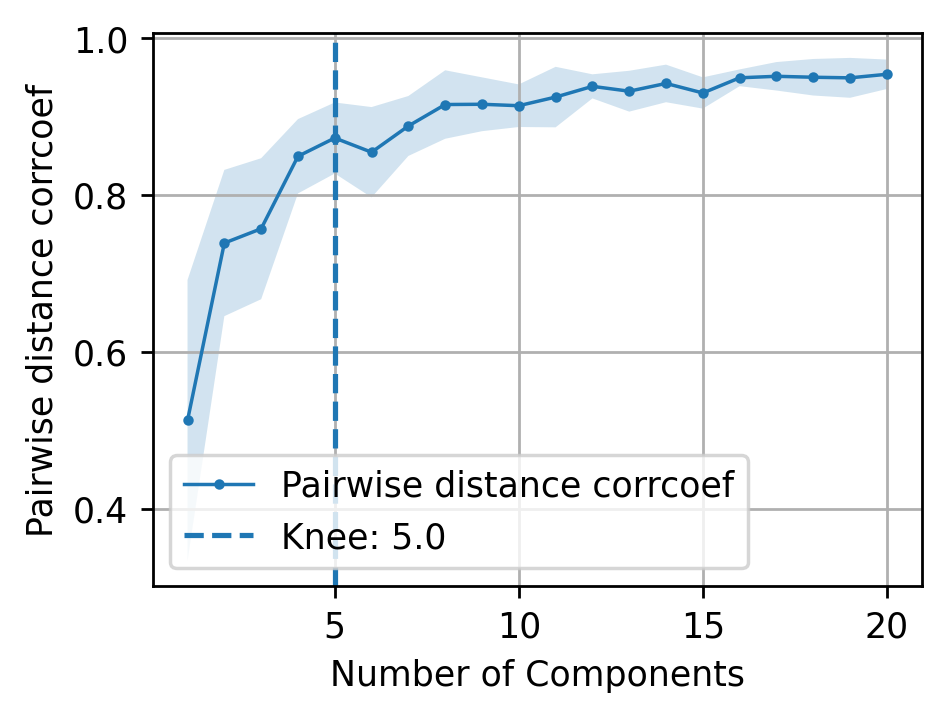 1.0
0.8
0.6
0.4
Pairwise distance corrcoef
Pairwise distance corrcoef
Knee: 5.0
5 10 15 20
Number of Components